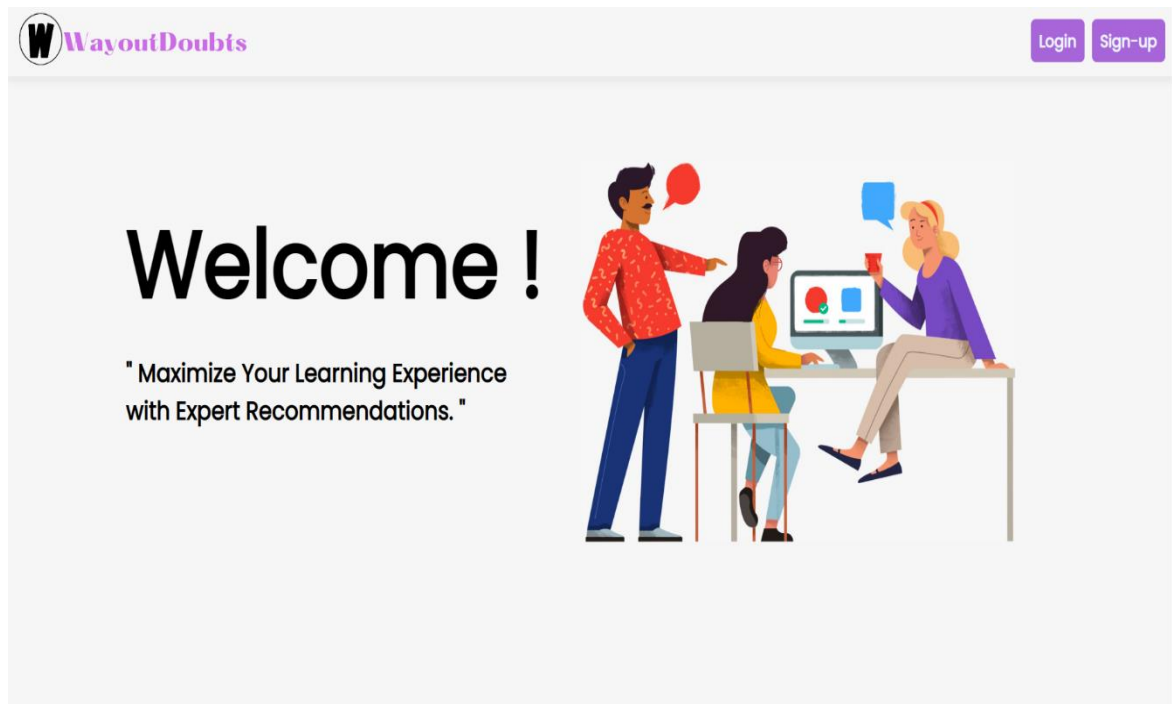 W WayoutDoubts
Login Sign-up
Welcome !
" Maximize Your Learning Experience
with Expert Recommendations. "